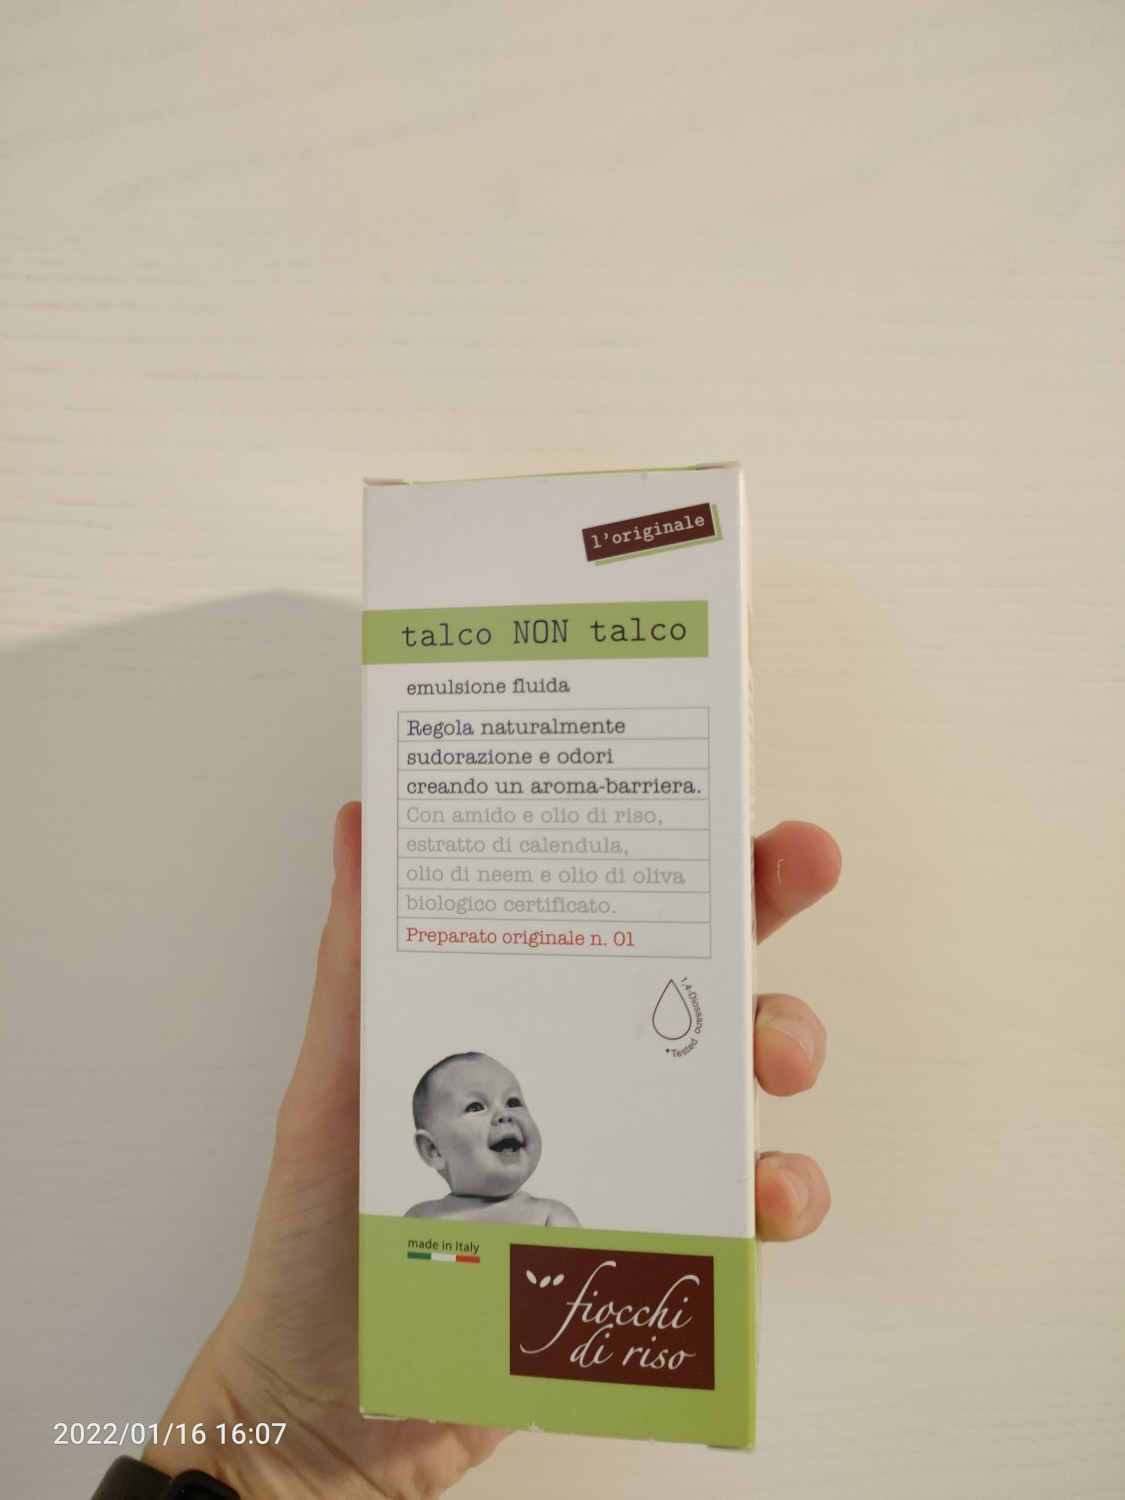 l'originale
talco NON talco
emulsione fluida
Regola naturalmente
sudorazione e odori
creando un aroma-barriera.
Con amido e olio di riso,
estratto di calendula,
olio di neem e olio di oliva
biologico certificato.
Preparato originale n. 01
1,4-Diossano
*Tested
made in Italy
fiocchi
di riso
2022/01/16 16:07